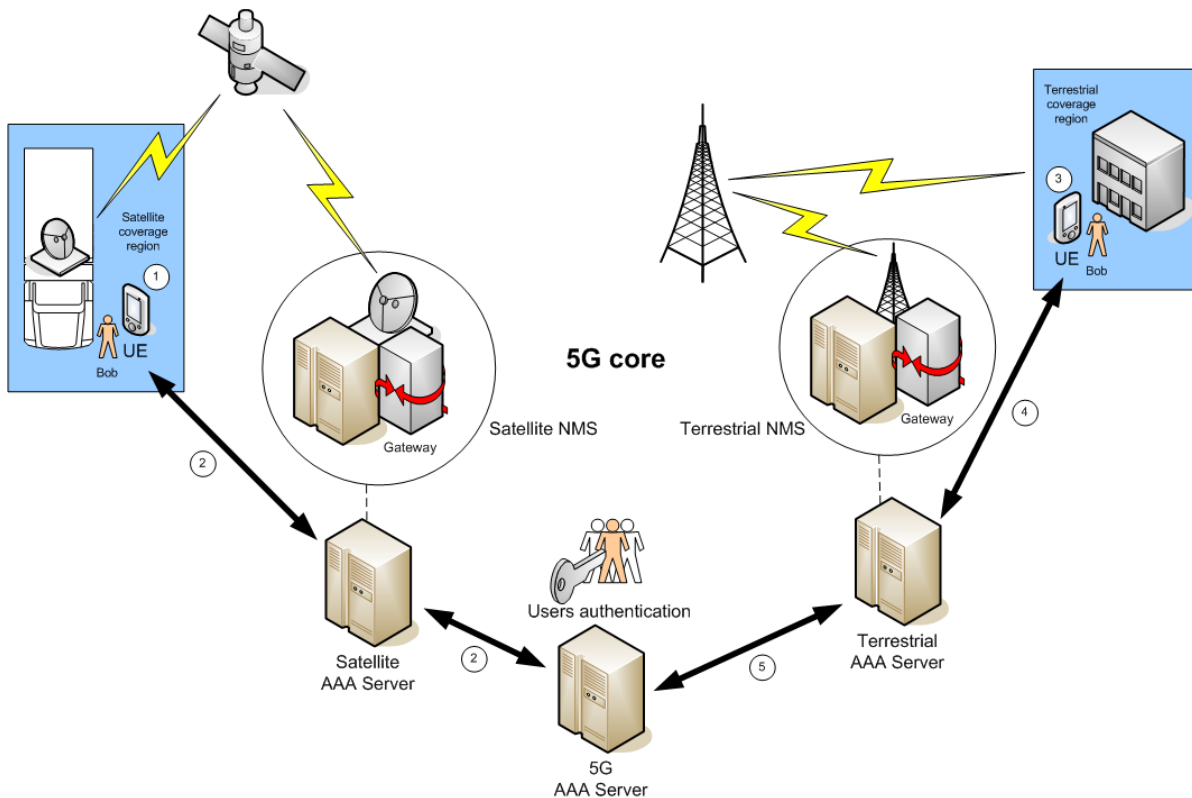 Terrestrial
coverage
region
3
UE
Bob
Satellite
coverage
region
1
UE
Bob
5G core
Satellite NMS
Gateway
Terrestrial NMS
Gateway
4
2
Users authentication
Satellite
AAA Server
2
5
Terrestrial
AAA Server
5G
AAA Server